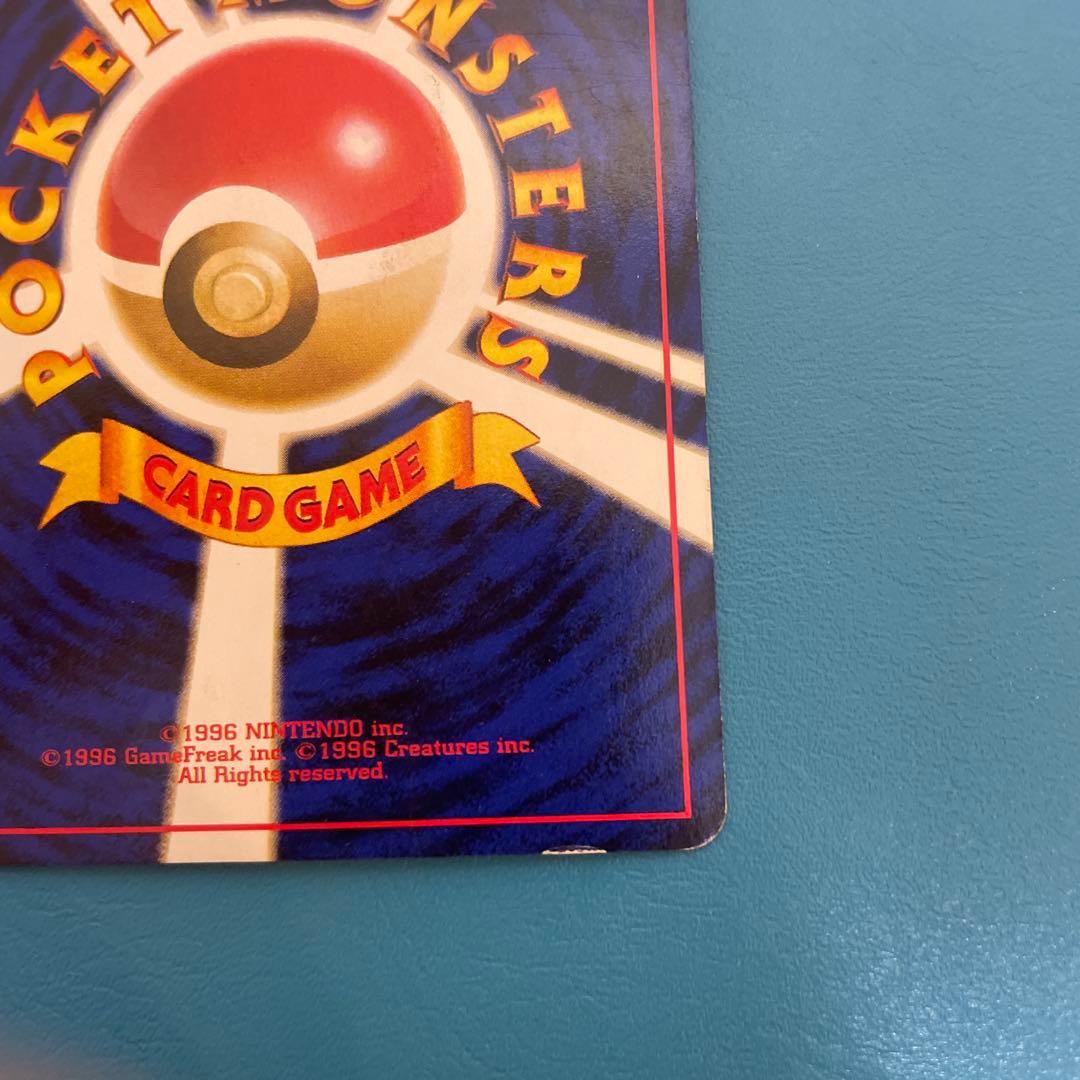 POCKET MONSTERS
CARD GAME
©1996 NINTENDO inc.
©1996 GameFreak inc. ©1996 Creatures inc.
All Rights reserved.